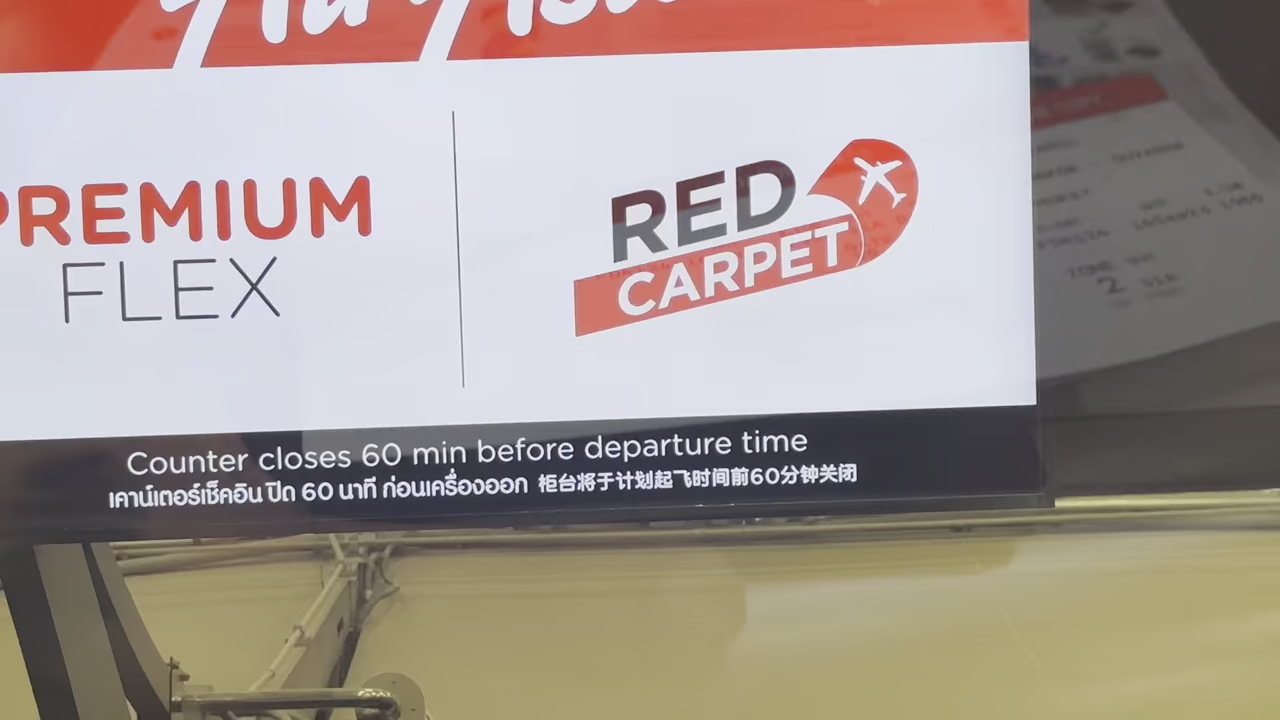 AirAsia
PREMIUM
FLEX
RED
CARPET
Counter closes 60 min before departure time
เคาน์เตอร์เช็คอิน ปิด 60 นาที ก่อนเครื่องออก 柜台将于计划起飞时间前60分钟关闭
ZONE
2